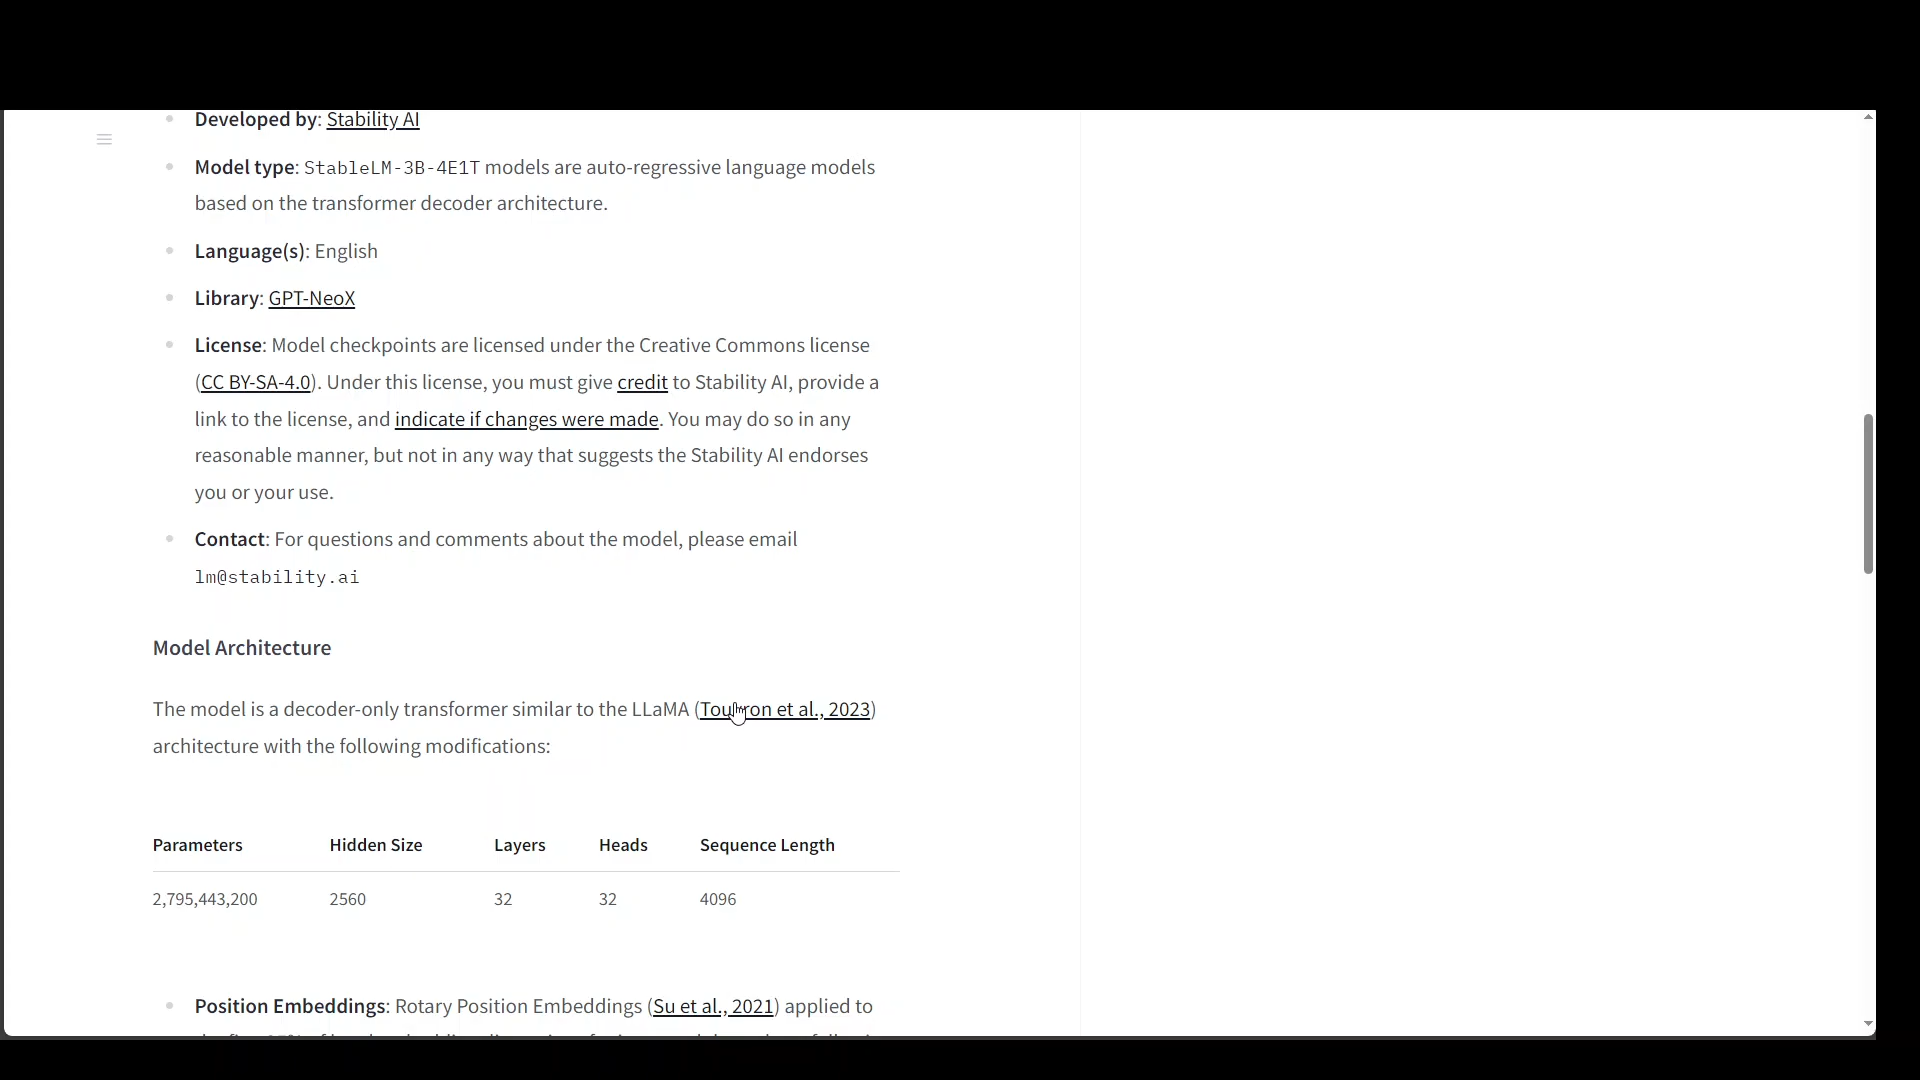 Developed by: Stability AI
Model type: StableLM-3B-4E1T models are auto-regressive language models
based on the transformer decoder architecture.
Language(s): English
Library: GPT-NeoX
License: Model checkpoints are licensed under the Creative Commons license
(CC BY-SA-4.0). Under this license, you must give credit to Stability AI, provide a
link to the license, and indicate if changes were made. You may do so in any
reasonable manner, but not in any way that suggests the Stability AI endorses
you or your use.
Contact: For questions and comments about the model, please email
lm@stability.ai
Model Architecture
The model is a decoder-only transformer similar to the LLaMA (Touvron et al., 2023)
architecture with the following modifications:
Parameters Hidden Size Layers Heads Sequence Length
2,795,443,200 2560 32 32 4096
Position Embeddings: Rotary Position Embeddings (Su et al., 2021) applied to